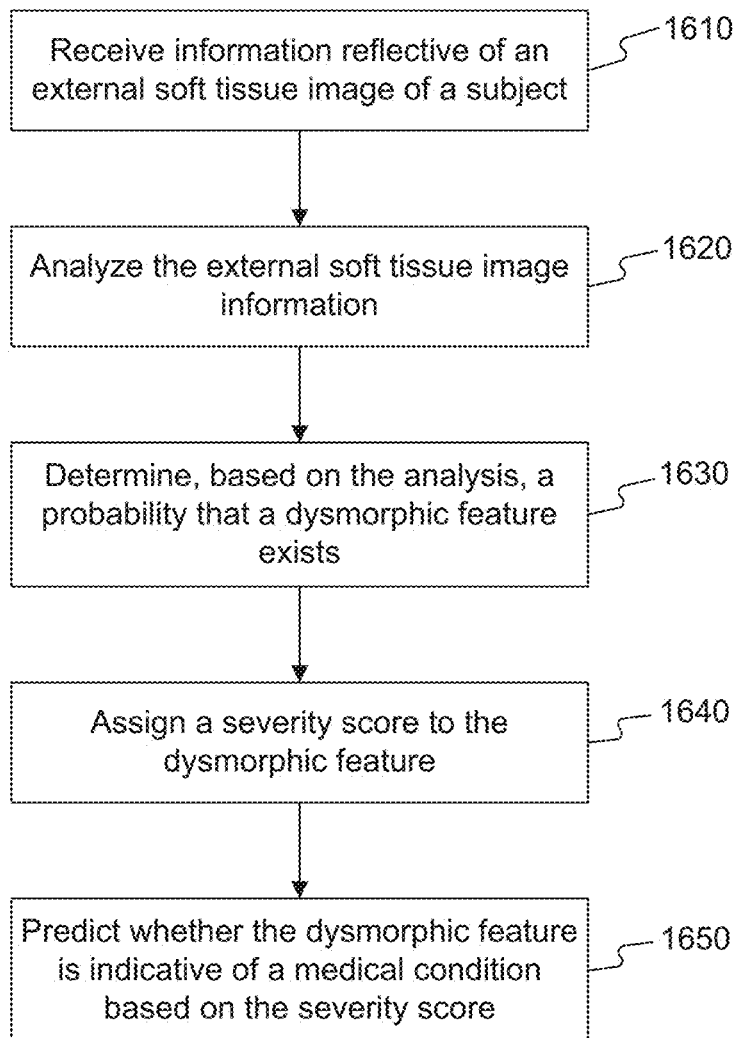 Receive information reflective of an
external soft tissue image of a subject
1610
Analyze the external soft tissue image
information
1620
Determine, based on the analysis, a
probability that a dysmorphic feature
exists
1630
Assign a severity score to the
dysmorphic feature
1640
Predict whether the dysmorphic feature
is indicative of a medical condition
based on the severity score
1650